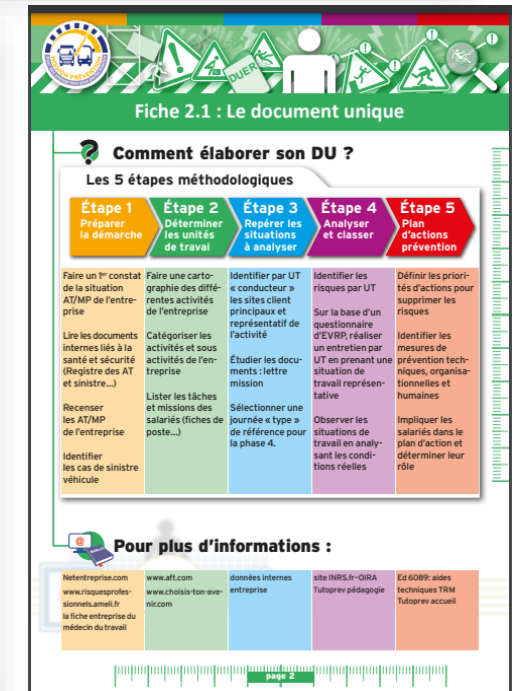 DUER
Fiche 2.1 : Le document unique
? Comment élaborer son DU ?
Les 5 étapes méthodologiques
Étape 1
Préparer
la démarche
Étape 2
Déterminer
les unités
de travail
Étape 3
Repérer les
situations
à analyser
Étape 4
Analyser
et classer
Étape 5
Plan
d'actions
prévention
Faire un 1er constat
de la situation
AT/MP de l'entre-
prise
Lire les documents
internes liés à la
santé et sécurité
(Registre des AT
et sinistre...)
Recenser
les AT/MP
de l'entreprise
Identifier
les cas de sinistre
véhicule
Faire une carto-
graphie des diffé-
rentes activités
de l'entreprise
Catégoriser les
activités et sous
activités de l'en-
treprise
Lister les tâches
et missions des
salariés (fiches de
poste...)
Identifier par UT
« conducteur »
les sites client
principaux et
représentatif de
l'activité
Étudier les docu-
ments : lettre
mission
Sélectionner une
journée « type »
de référence pour
la phase 4.
Identifier les
risques par UT
Sur la base d'un
questionnaire
d'EVRP, réaliser
un entretien par
UT en prenant une
situation de
travail représen-
tative
Observer les
situations de
travail en analy-
sant les condi-
tions réelles
Définir les priori-
tés d'actions pour
supprimer les
risques
Identifier les
mesures de
prévention tech-
niques, organisa-
tionnelles et
humaines
Impliquer les
salariés dans le
plan d'action et
déterminer leur
rôle
Pour plus d'informations :
Netentreprise.com
www.risquesprofes-
sionnels.ameli.fr
la fiche entreprise du
médecin du travail
www.aft.com
www.choisis-ton-ave-
nir.com
données internes
entreprise
site INRS.fr-OIRA
Tutoprev pédagogie
Ed 6089: aides
techniques TRM
Tutoprev accueil
page 2